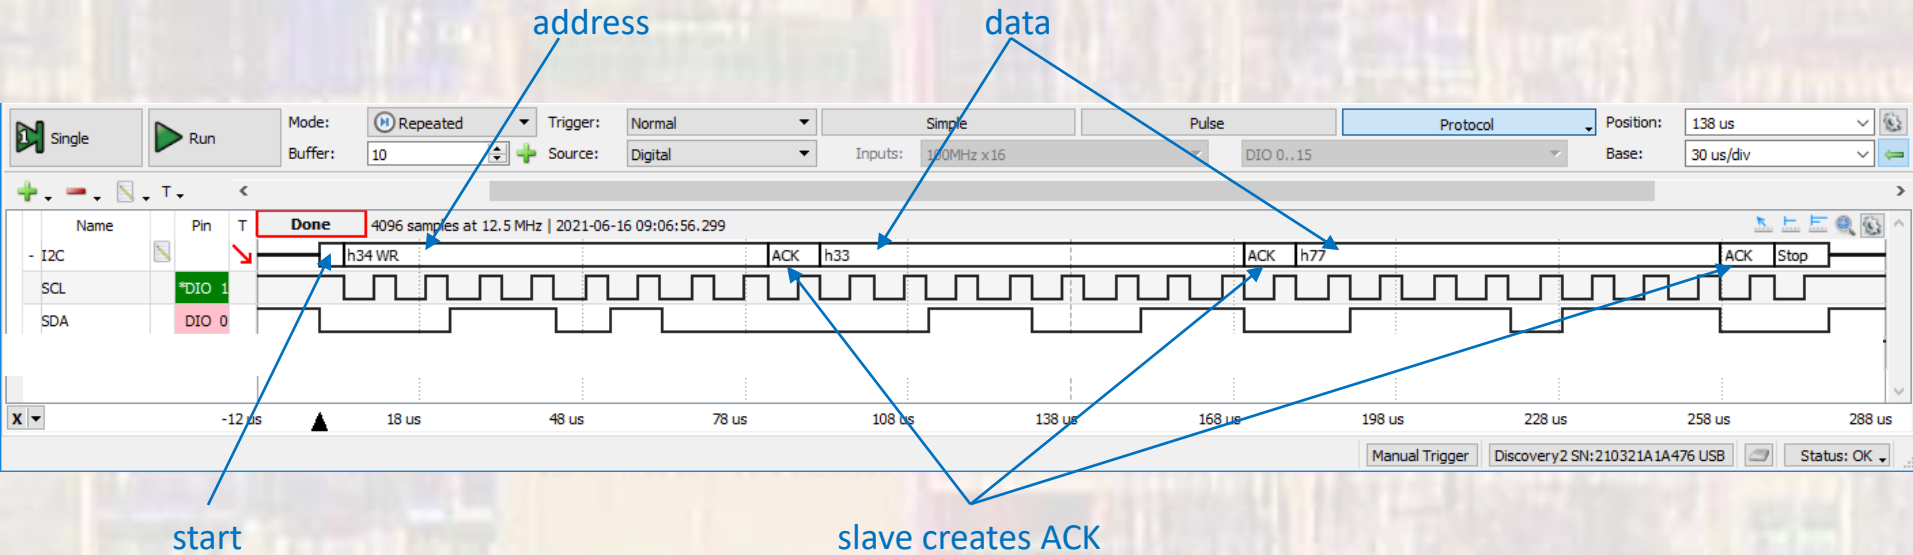 address data
Single Run Mode: Repeated Trigger: Normal Simple Pulse Protocol Position: 138 us
Buffer: 10 Source: Digital Inputs: 100MHz x16 DIO 0..15 Base: 30 us/div
T
Name Pin T Done 4096 samples at 12.5 MHz | 2021-06-16 09:06:56.299
- I2C h34 WR ACK h33 ACK h77 ACK Stop
SCL *DIO 1
SDA DIO 0
X -12 us 18 us 48 us 78 us 108 us 138 us 168 us 198 us 228 us 258 us 288 us
Manual Trigger Discovery2 SN:210321A1A476 USB Status: OK
start slave creates ACK